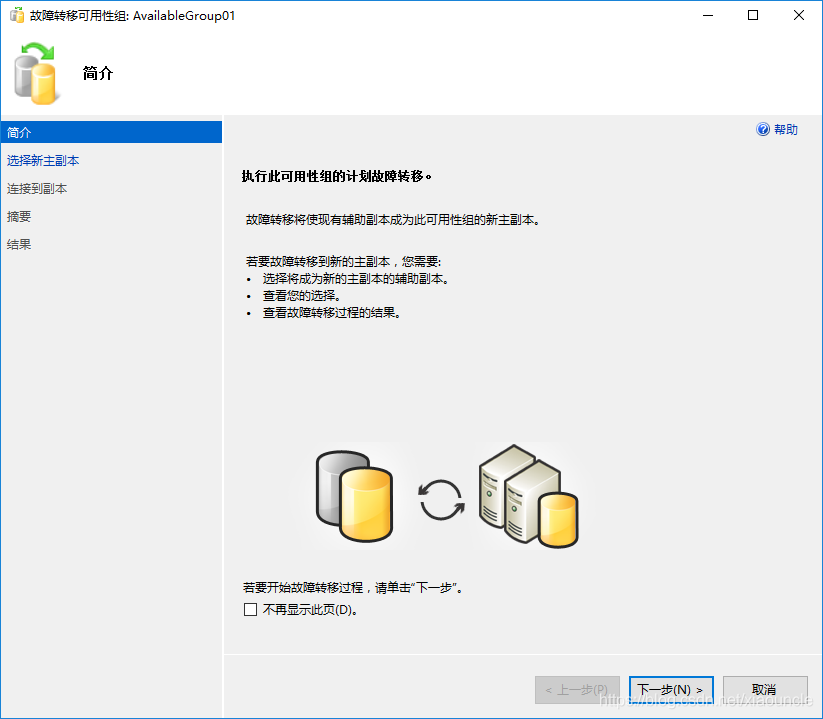 故障转移可用性组: AvailableGroup01
简介
简介
选择新主副本
连接到副本
摘要
结果
帮助
执行此可用性组的计划故障转移。
故障转移将使现有辅助副本成为此可用性组的新主副本。
若要故障转移到新的主副本，您需要:
• 选择将成为新的主副本的辅助副本。
• 查看您的选择。
• 查看故障转移过程的结果。
若要开始故障转移过程，请单击“下一步”。
不再显示此页(D)。
< 上一步(P)
下一步(N) >
取消
https://blog.csdn.net/xiaouncle